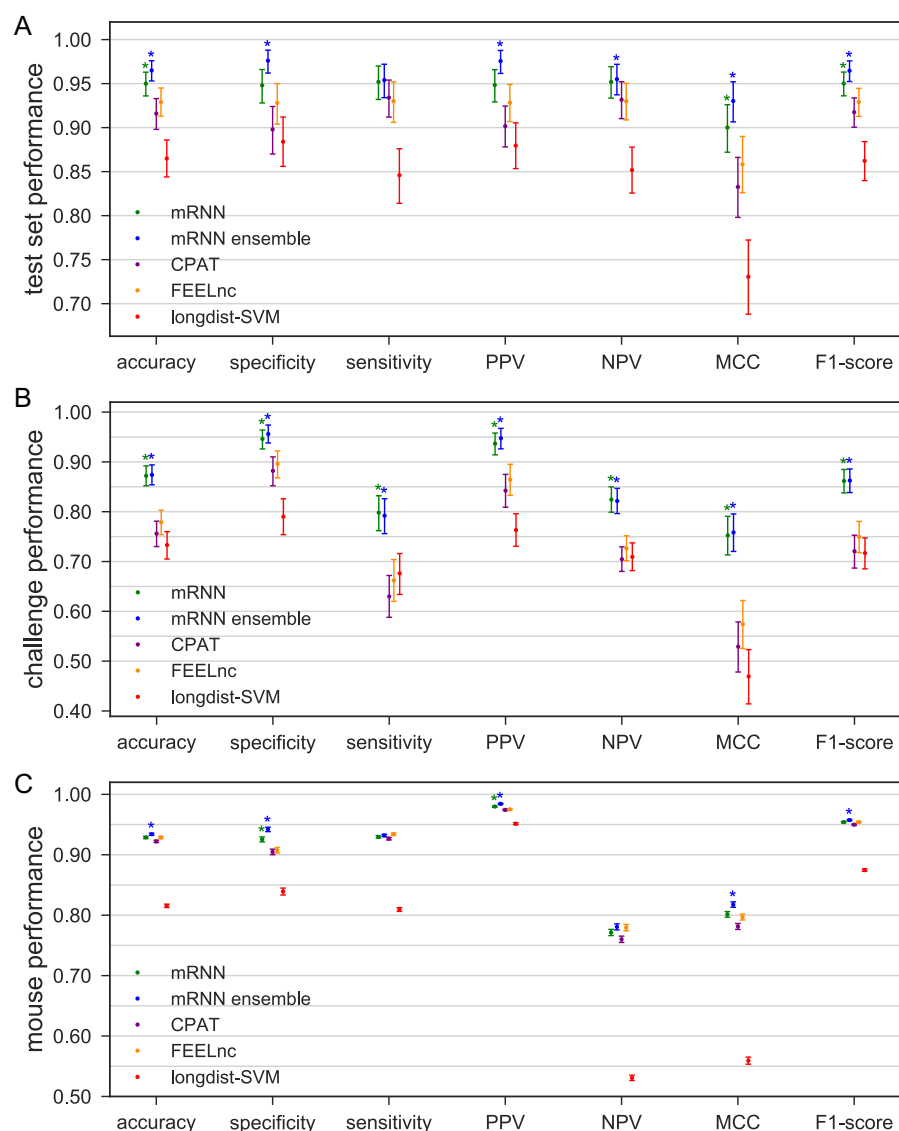 A
* * * * * * * * * *
1.00
0.95
0.90
0.85
0.80
0.75
0.70
test set performance
mRNN
mRNN ensemble
CPAT
FEELnc
longdist-SVM
accuracy specificity sensitivity PPV NPV MCC F1-score
B
* * * * * * * * * * * * * *
1.00
0.90
0.80
0.70
0.60
0.50
0.40
challenge performance
mRNN
mRNN ensemble
CPAT
FEELnc
longdist-SVM
accuracy specificity sensitivity PPV NPV MCC F1-score
C
* * * * * * *
1.00
0.90
0.80
0.70
0.60
0.50
mouse performance
mRNN
mRNN ensemble
CPAT
FEELnc
longdist-SVM
accuracy specificity sensitivity PPV NPV MCC F1-score